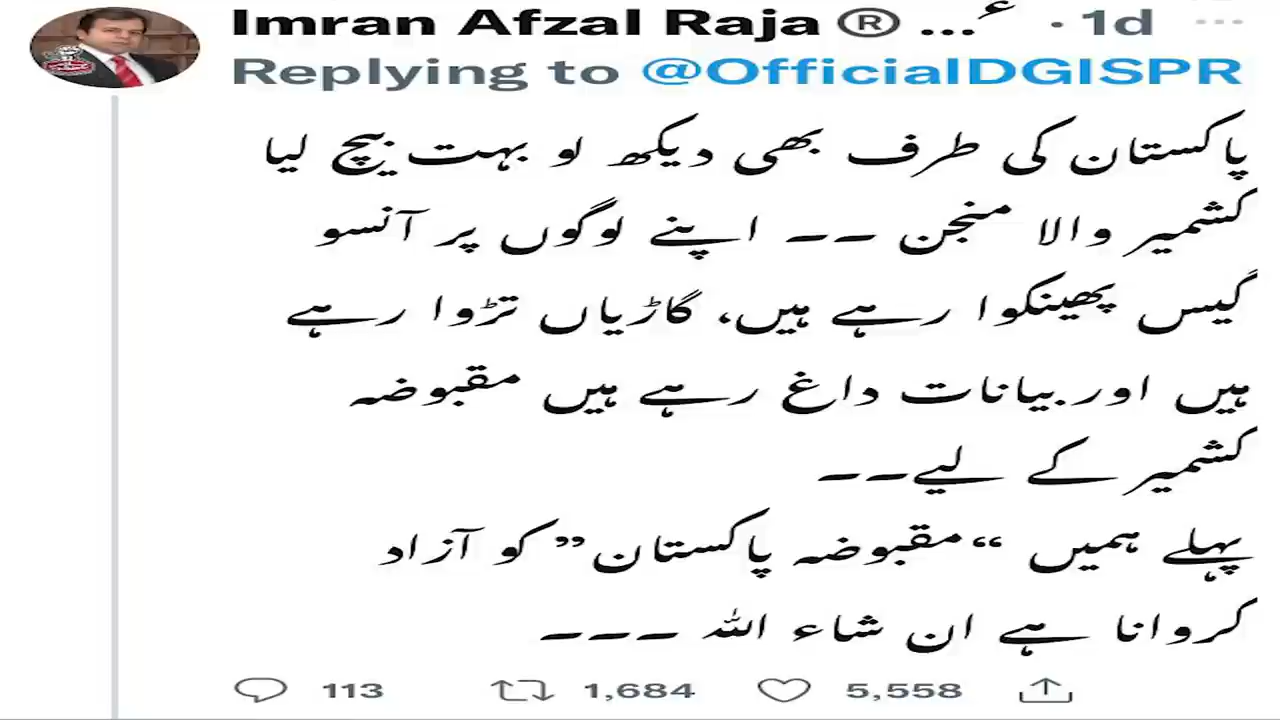 Imran Afzal Raja ® ...ٴ · 1d ...
Replying to @OfficialDGISPR
پاکستان کی طرف بھی دیکھ لو بہت بیچ لیا
کشمیر والا منجن ۔۔ اپنے لوگوں پر آنسو
گیس پھینکوا رہے ہیں، گاڑیاں تڑوا رہے
ہیں اور بیانات داغ رہے ہیں مقبوضہ
کشمیر کے لیے۔۔
پہلے ہمیں “مقبوضہ پاکستان” کو آزاد
کروانا ہے ان شاء اللہ ۔۔۔
113 1,684 5,558